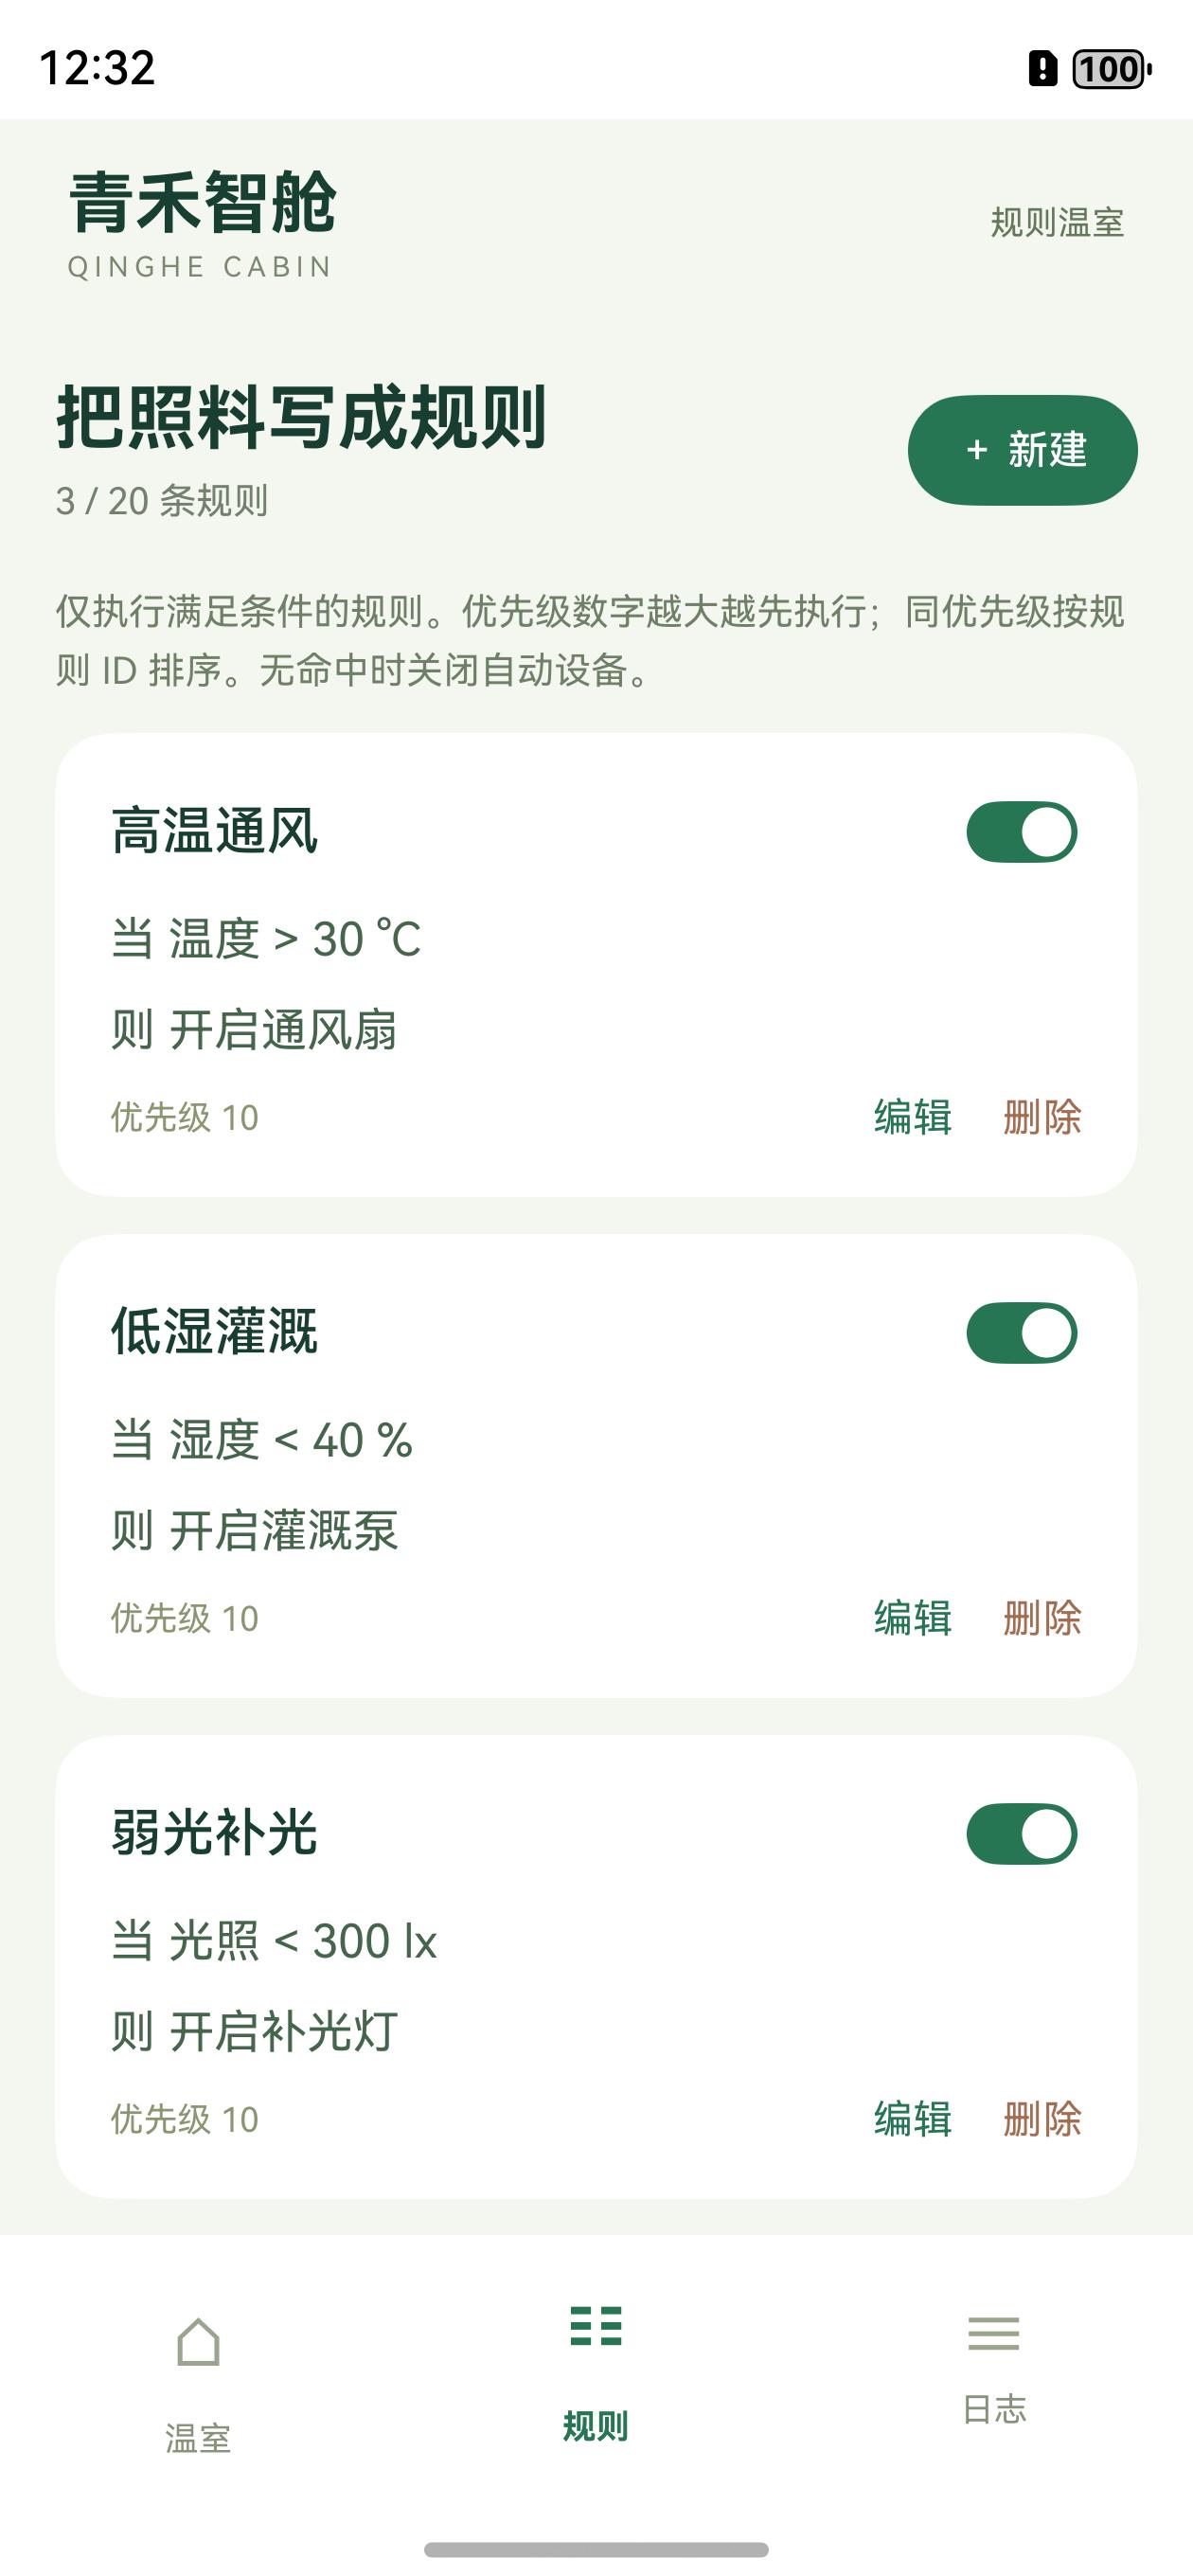 12:32
100
青禾智舱
QINGHE CABIN
规则温室
把照料写成规则
3 / 20 条规则
+ 新建
仅执行满足条件的规则。优先级数字越大越先执行；同优先级按规
则 ID 排序。无命中时关闭自动设备。
高温通风
当 温度 > 30 °C
则 开启通风扇
优先级 10
编辑 删除
低湿灌溉
当 湿度 < 40 %
则 开启灌溉泵
优先级 10
编辑 删除
弱光补光
当 光照 < 300 lx
则 开启补光灯
优先级 10
编辑 删除
温室
规则
日志